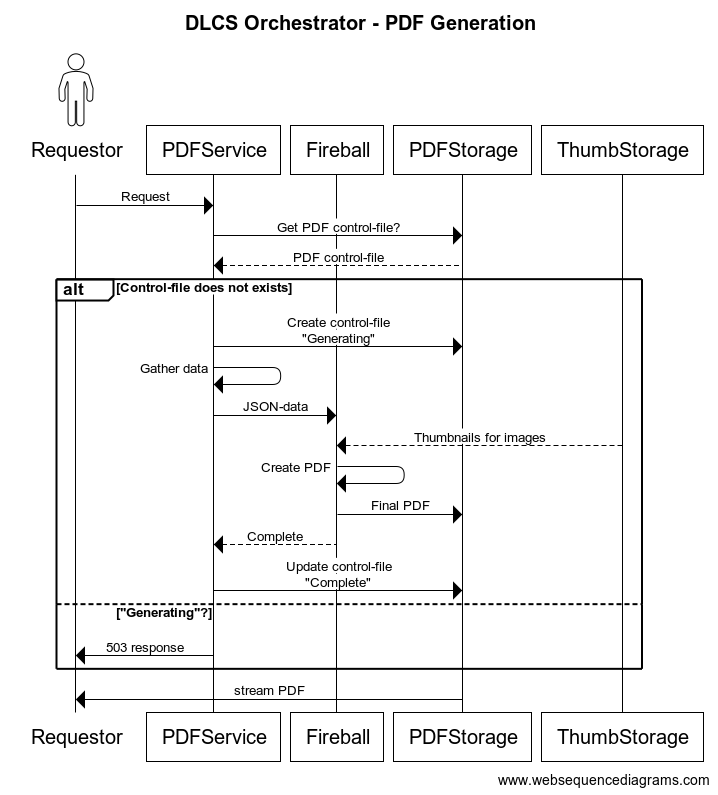 DLCS Orchestrator - PDF Generation
Requestor
PDFService
Fireball
PDFStorage
ThumbStorage
Request
Get PDF control-file?
PDF control-file
alt
[Control-file does not exists]
Create control-file
"Generating"
Gather data
JSON-data
Thumbnails for images
Create PDF
Final PDF
Complete
Update control-file
"Complete"
["Generating"?]
503 response
stream PDF
Requestor
PDFService
Fireball
PDFStorage
ThumbStorage
www.websequencediagrams.com